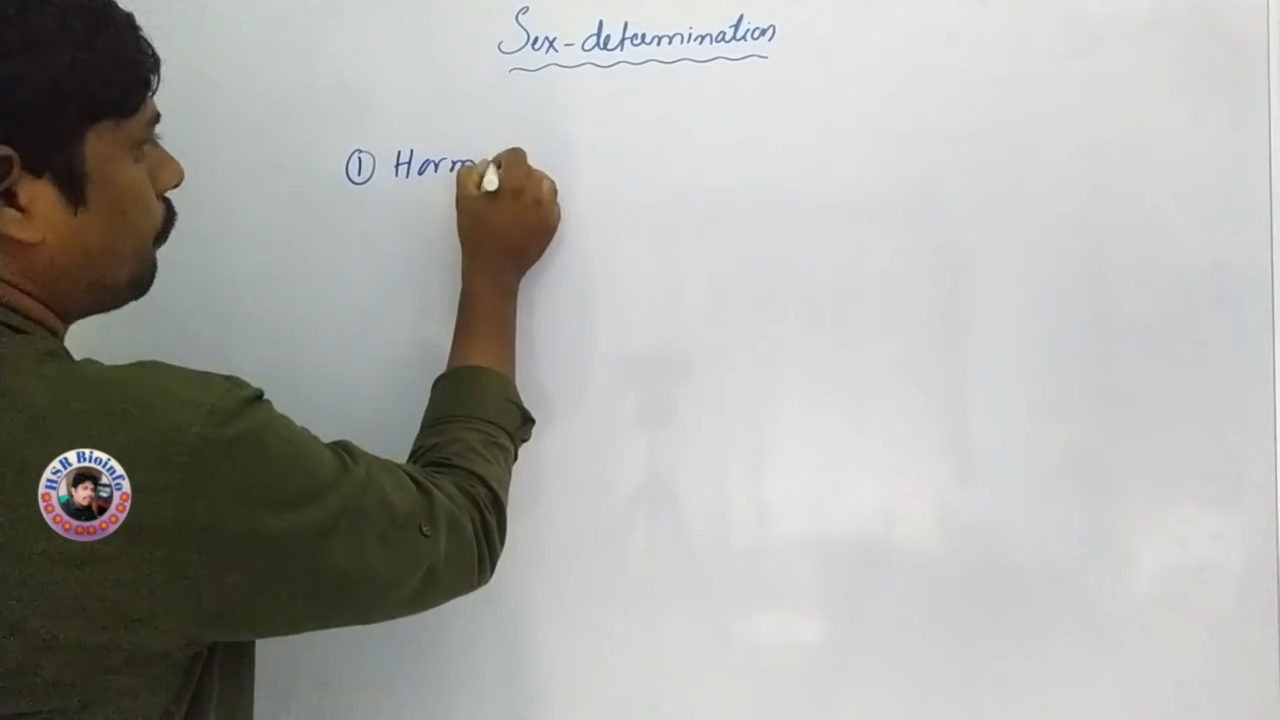 Sex-determination
① Horm
HSR Bioinfo